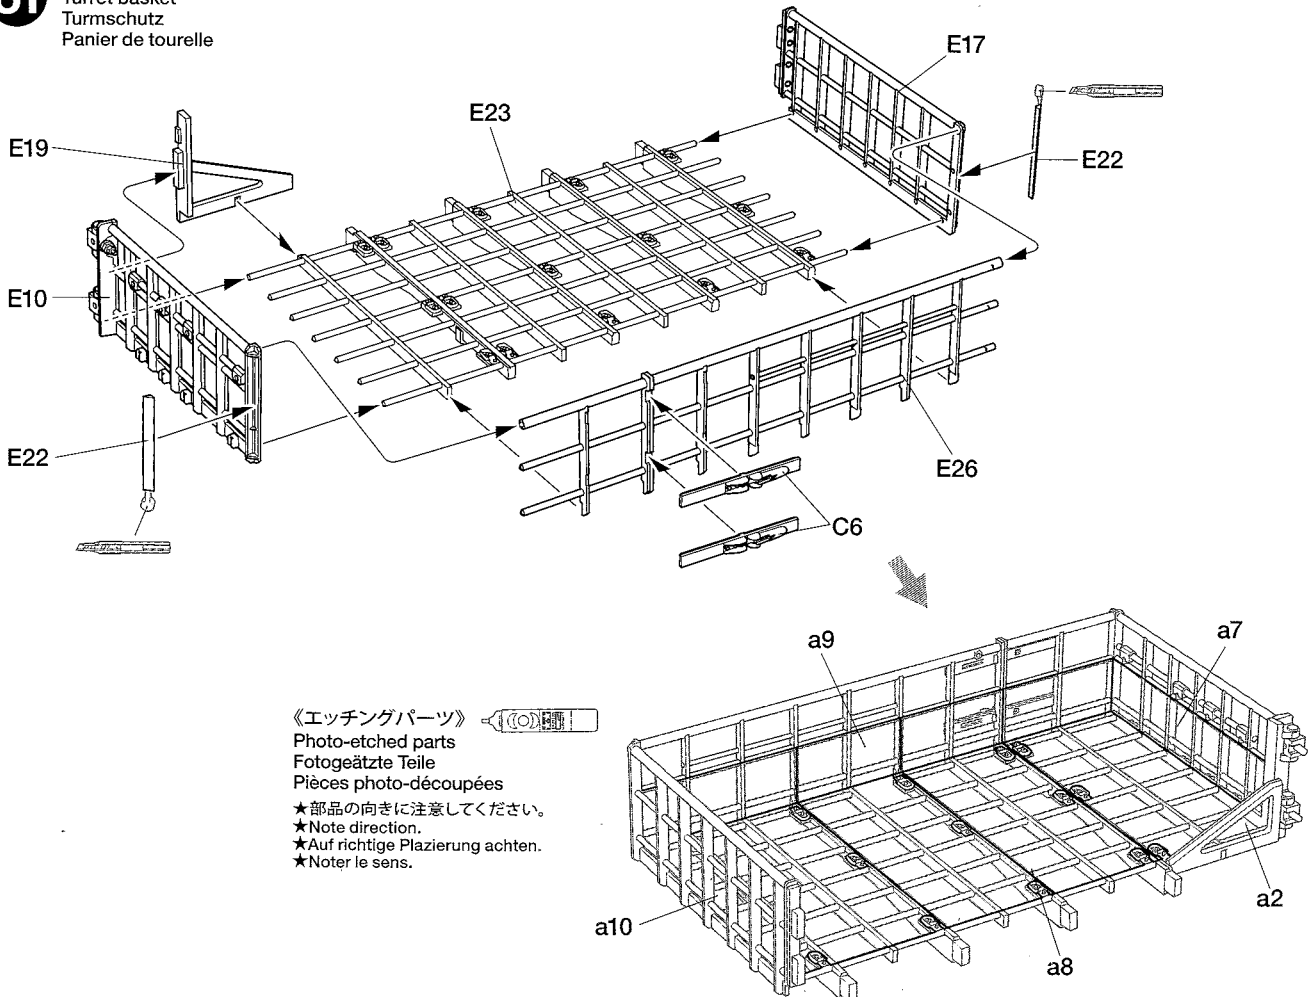 Turret basket
Turmschutz
Panier de tourelle
E17
E23
E19
E22
E10
E22
E26
C6
a9
a7
《エッチングパーツ》
Photo-etched parts
Fotogeätzte Teile
Pièces photo-découpées
★部品の向きに注意してください。
★Note direction.
★Auf richtige Plazierung achten.
★Noter le sens.
a10
a2
a8